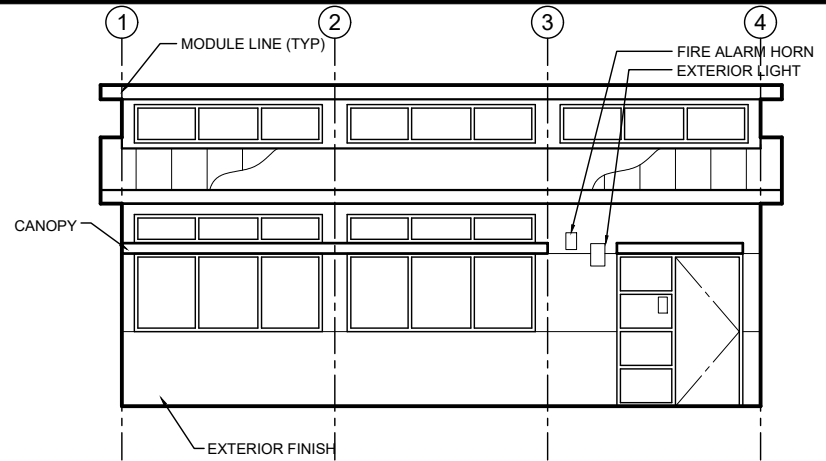 1 2 3 4
MODULE LINE (TYP)
FIRE ALARM HORN
EXTERIOR LIGHT
CANOPY
EXTERIOR FINISH